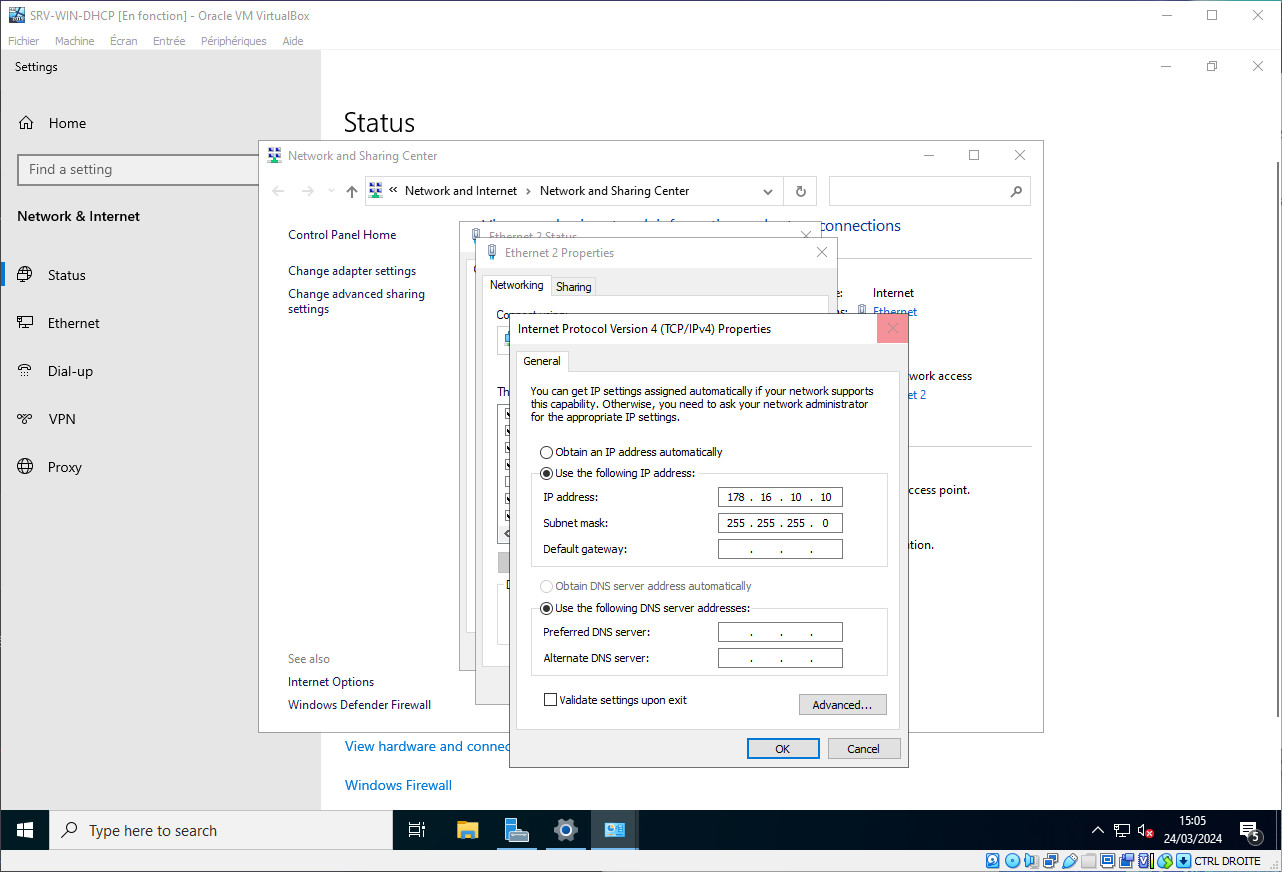 SRV-WIN-DHCP [En fonction] - Oracle VM VirtualBox
Fichier Machine Écran Entrée Périphériques Aide
Settings
Home
Status
Find a setting
Network and Sharing Center
« Network and Internet › Network and Sharing Center
Network & Internet
Control Panel Home
connections
Ethernet 2 Status
Ethernet 2 Properties
Change adapter settings
Change advanced sharing
settings
Status
Networking
Sharing
Internet
Ethernet
Ethernet
Internet Protocol Version 4 (TCP/IPv4) Properties
General
Dial-up
work access
You can get IP settings assigned automatically if your network supports
this capability. Otherwise, you need to ask your network administrator
for the appropriate IP settings.
VPN
Obtain an IP address automatically
Proxy
Use the following IP address:
IP address: 178 . 16 . 10 . 10
ccess point.
Subnet mask: 255 . 255 . 255 . 0
Default gateway: . . .
Obtain DNS server address automatically
Use the following DNS server addresses:
Preferred DNS server: . . .
Alternate DNS server: . . .
See also
Internet Options
Windows Defender Firewall
Validate settings upon exit
Advanced...
View hardware and connec
OK
Cancel
Windows Firewall
Type here to search
15:05
24/03/2024
5
CTRL DROITE